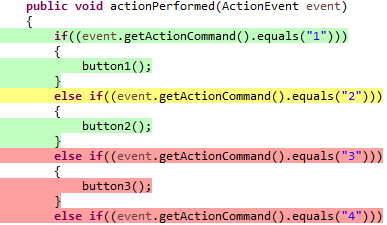 public void actionPerformed(ActionEvent event)
{
if((event.getActionCommand().equals("1")))
{
button1();
}
else if((event.getActionCommand().equals("2")))
{
button2();
}
else if((event.getActionCommand().equals("3")))
{
button3();
}
else if((event.getActionCommand().equals("4")))